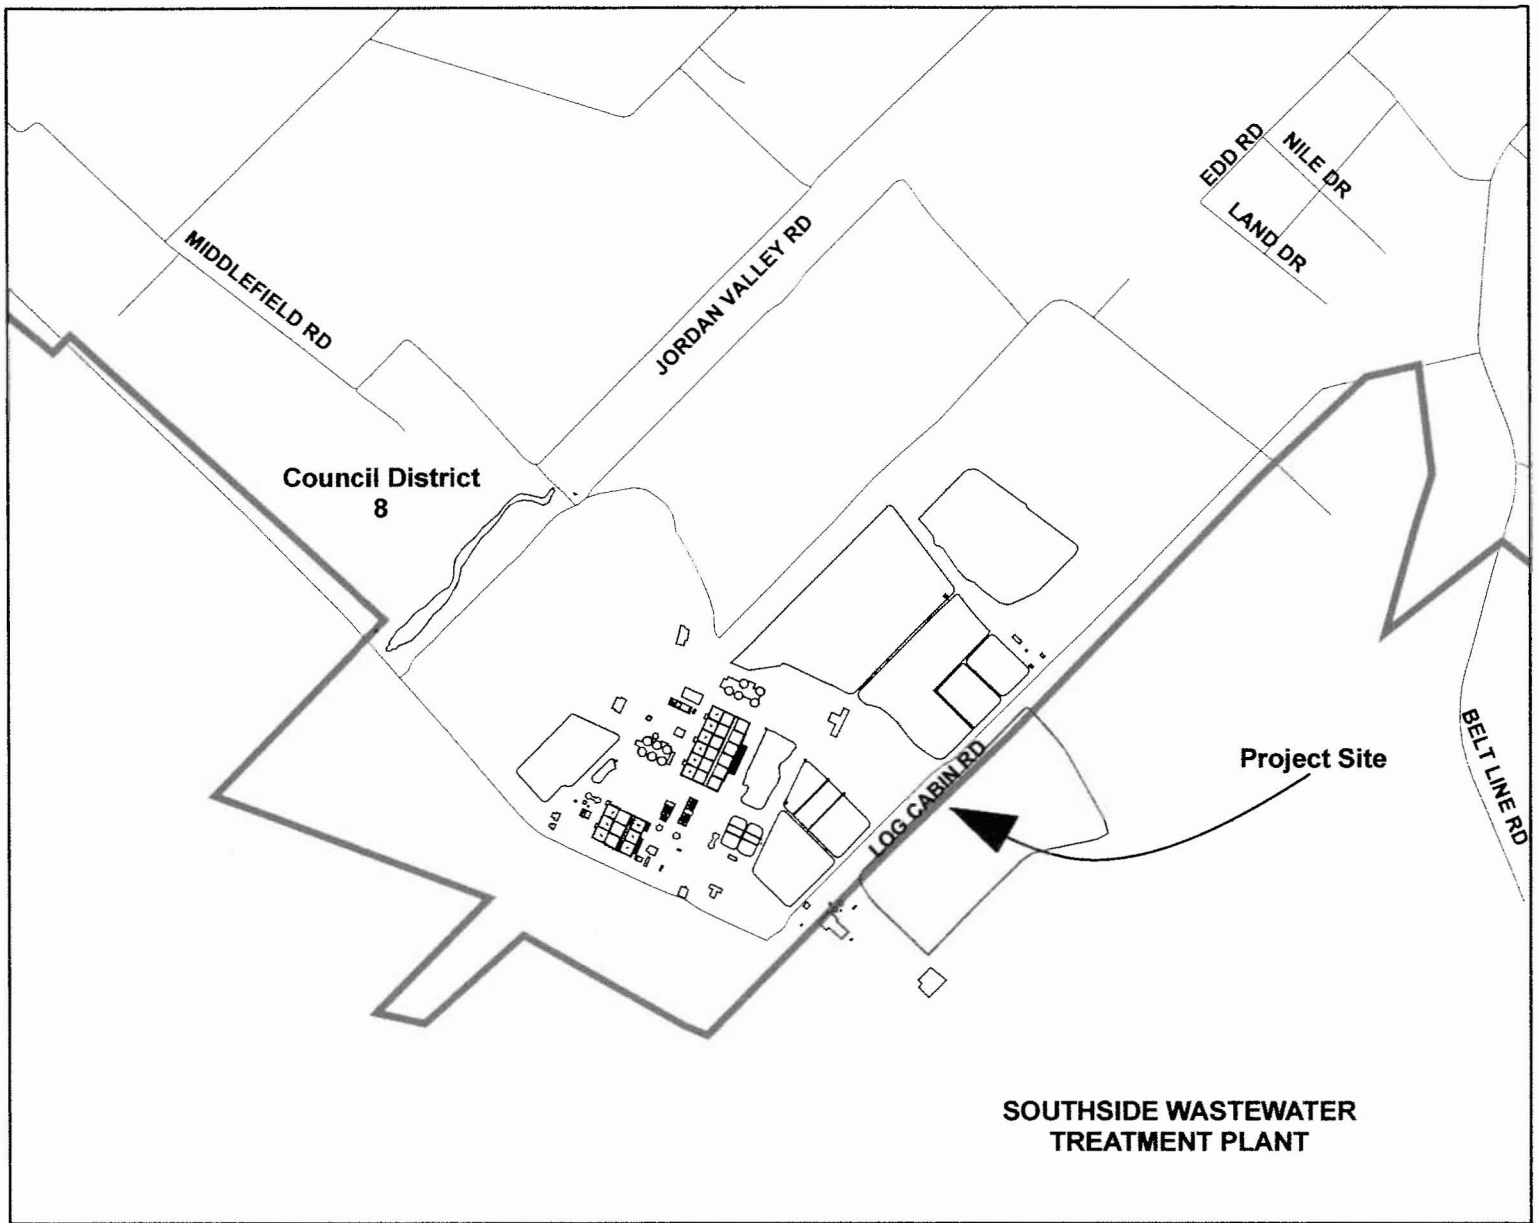 EDD RD
NILE DR
LAND DR
MIDDLEFIELD RD
JORDAN VALLEY RD
Council District
8
LOG CABIN RD
Project Site
BELT LINE RD
SOUTHSIDE WASTEWATER
TREATMENT PLANT